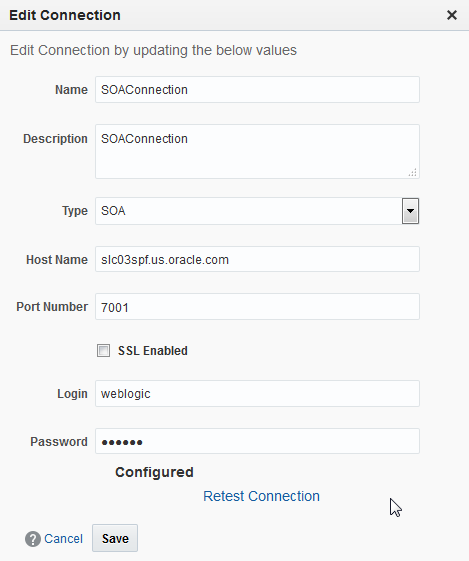 Edit Connection
Edit Connection by updating the below values
Name SOAConnection
Description SOAConnection
Type SOA
Host Name slc03spf.us.oracle.com
Port Number 7001
SSL Enabled
Login weblogic
Password ●●●●●●
Configured
Retest Connection
? Cancel Save